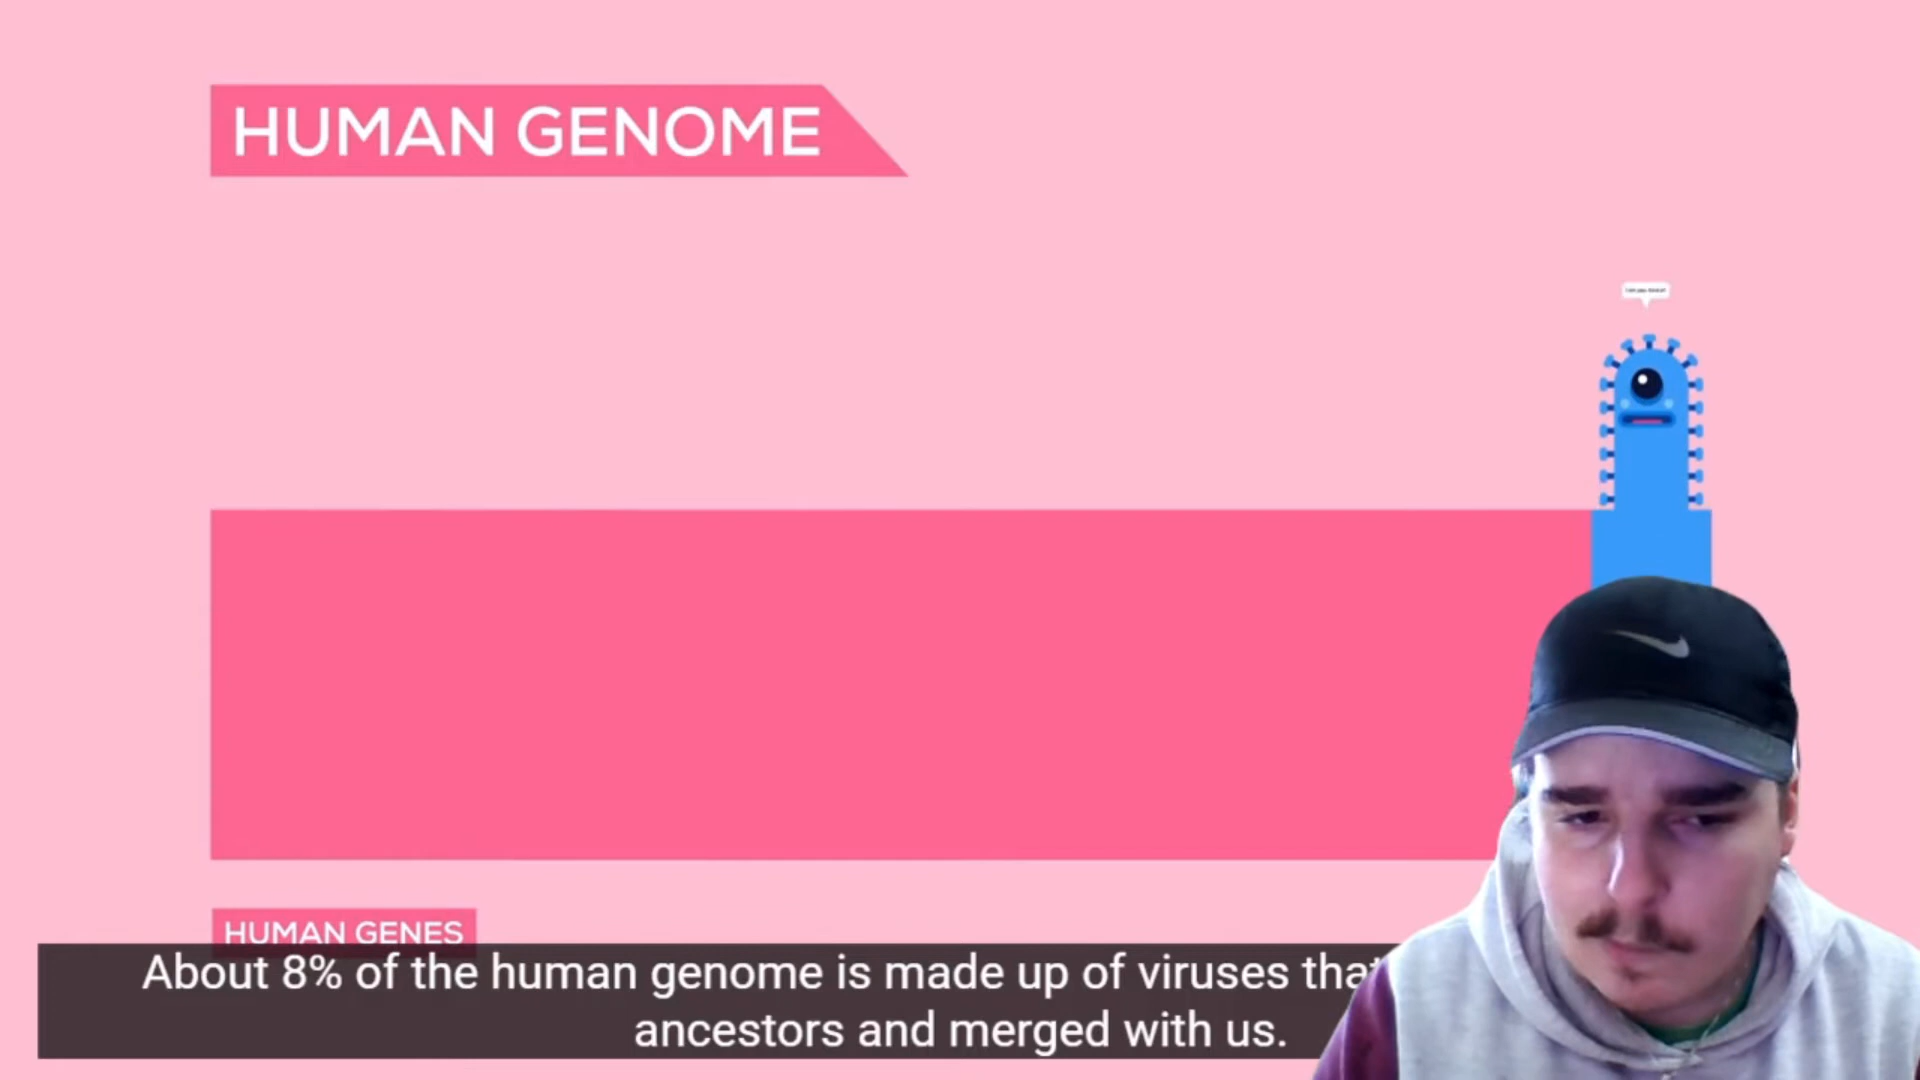 HUMAN GENOME
HUMAN GENES
About 8% of the human genome is made up of viruses
ancestors and merged with us.